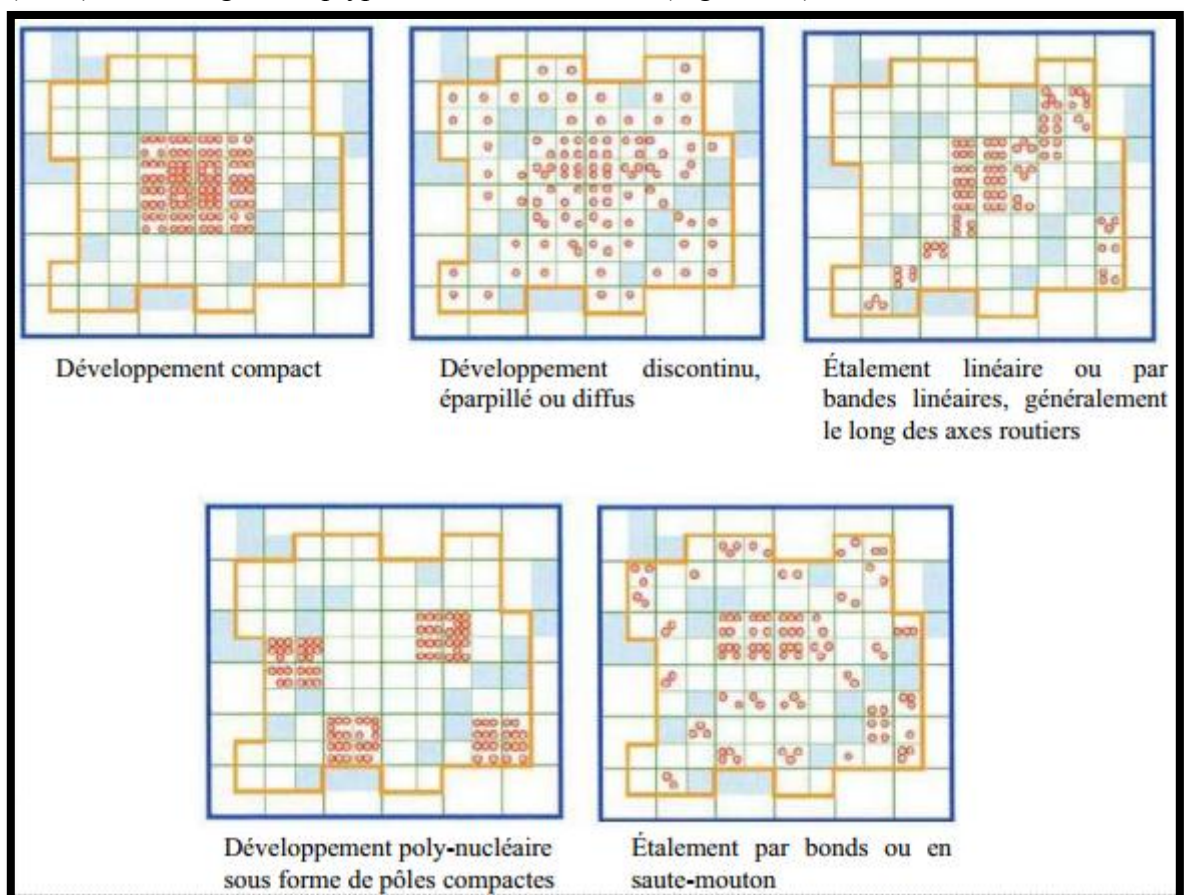 Développement compact
Développement discontinu,
éparpillé ou diffus
Étalement linéaire ou par
bandes linéaires, généralement
le long des axes routiers
Développement poly-nucléaire
sous forme de pôles compactes
Étalement par bonds ou en
saute-mouton